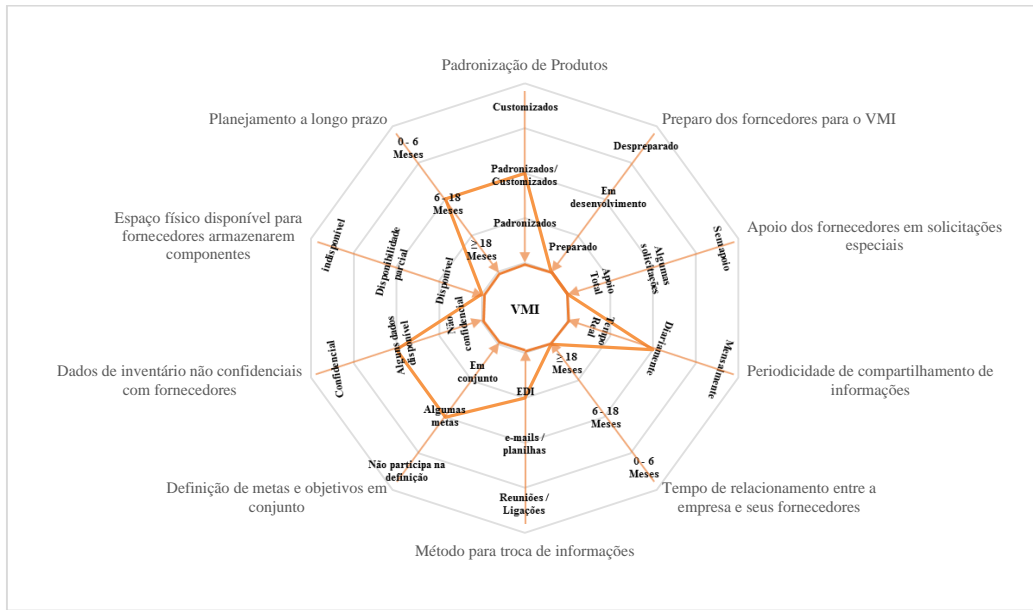 Padronização de Produtos
Customizados
Padronizados/
Customizados
Padronizados
Preparo dos forncedores para o VMI
Despreparado
Em
desenvolvimento
Preparado
Apoio dos fornecedores em solicitações
especiais
Sem apoio
Algumas
solicitações
Apoio
Total
Periodicidade de compartilhamento de
informações
Mensalmente
Diariamente
Tempo
Real
Tempo de relacionamento entre a
empresa e seus fornecedores
0 - 6
Meses
6 - 18
Meses
≥ 18
Meses
Método para troca de informações
Reuniões /
Ligações
e-mails /
planilhas
EDI
Definição de metas e objetivos em
conjunto
Não participa na
definição
Algumas
metas
Em
conjunto
Dados de inventário não confidenciais
com fornecedores
Confidencial
Alguns dados
disponível
Não
confidencial
Espaço físico disponível para
fornecedores armazenarem
componentes
indisponível
Disponibilidade
parcial
Disponível
Planejamento a longo prazo
0 - 6
Meses
6 - 18
Meses
≥ 18
Meses
VMI